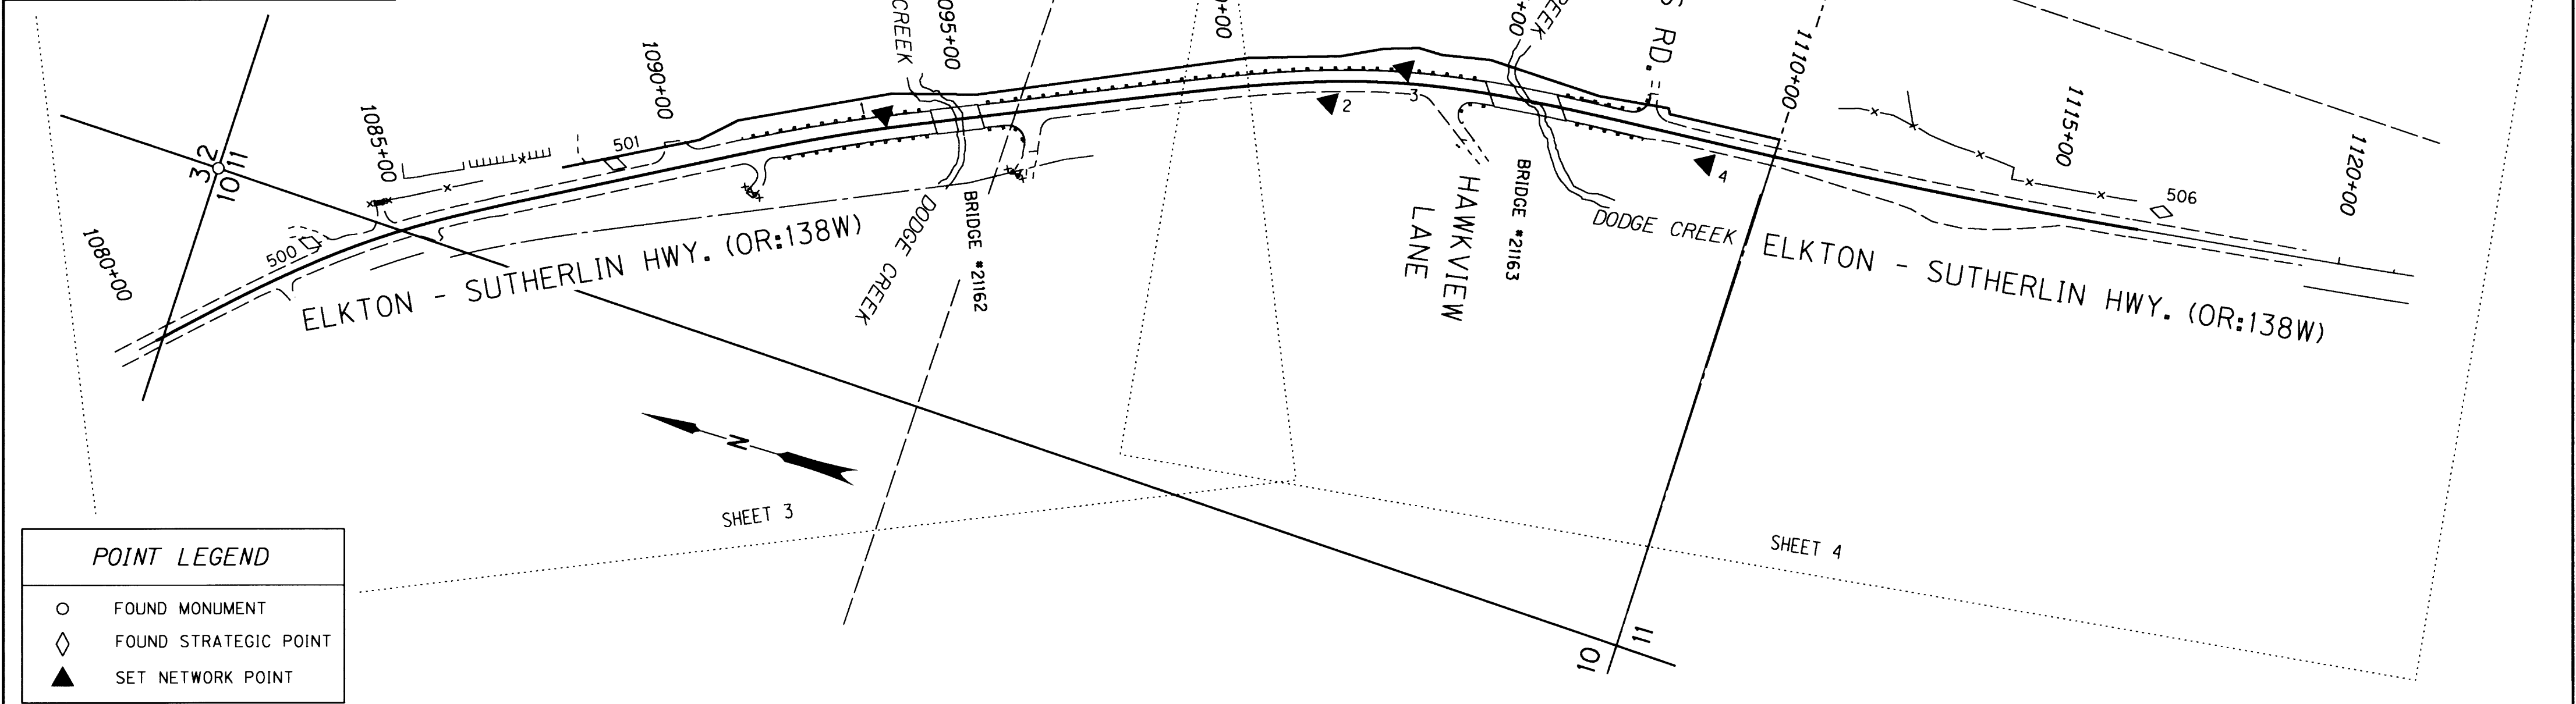 CREEK
1095+00
+00
+00
REEK
RD.
1110+00
1090+00
1085+00
1080+00
1115+00
1120+00
3
2
10
11
500
501
1
2
3
4
506
ELKTON - SUTHERLIN HWY. (OR:138W)
DODGE CREEK
BRIDGE #21162
HAWKVIEW
LANE
BRIDGE #21163
DODGE CREEK
ELKTON - SUTHERLIN HWY. (OR:138W)
N
SHEET 3
SHEET 4
10
11
POINT LEGEND
FOUND MONUMENT
FOUND STRATEGIC POINT
SET NETWORK POINT